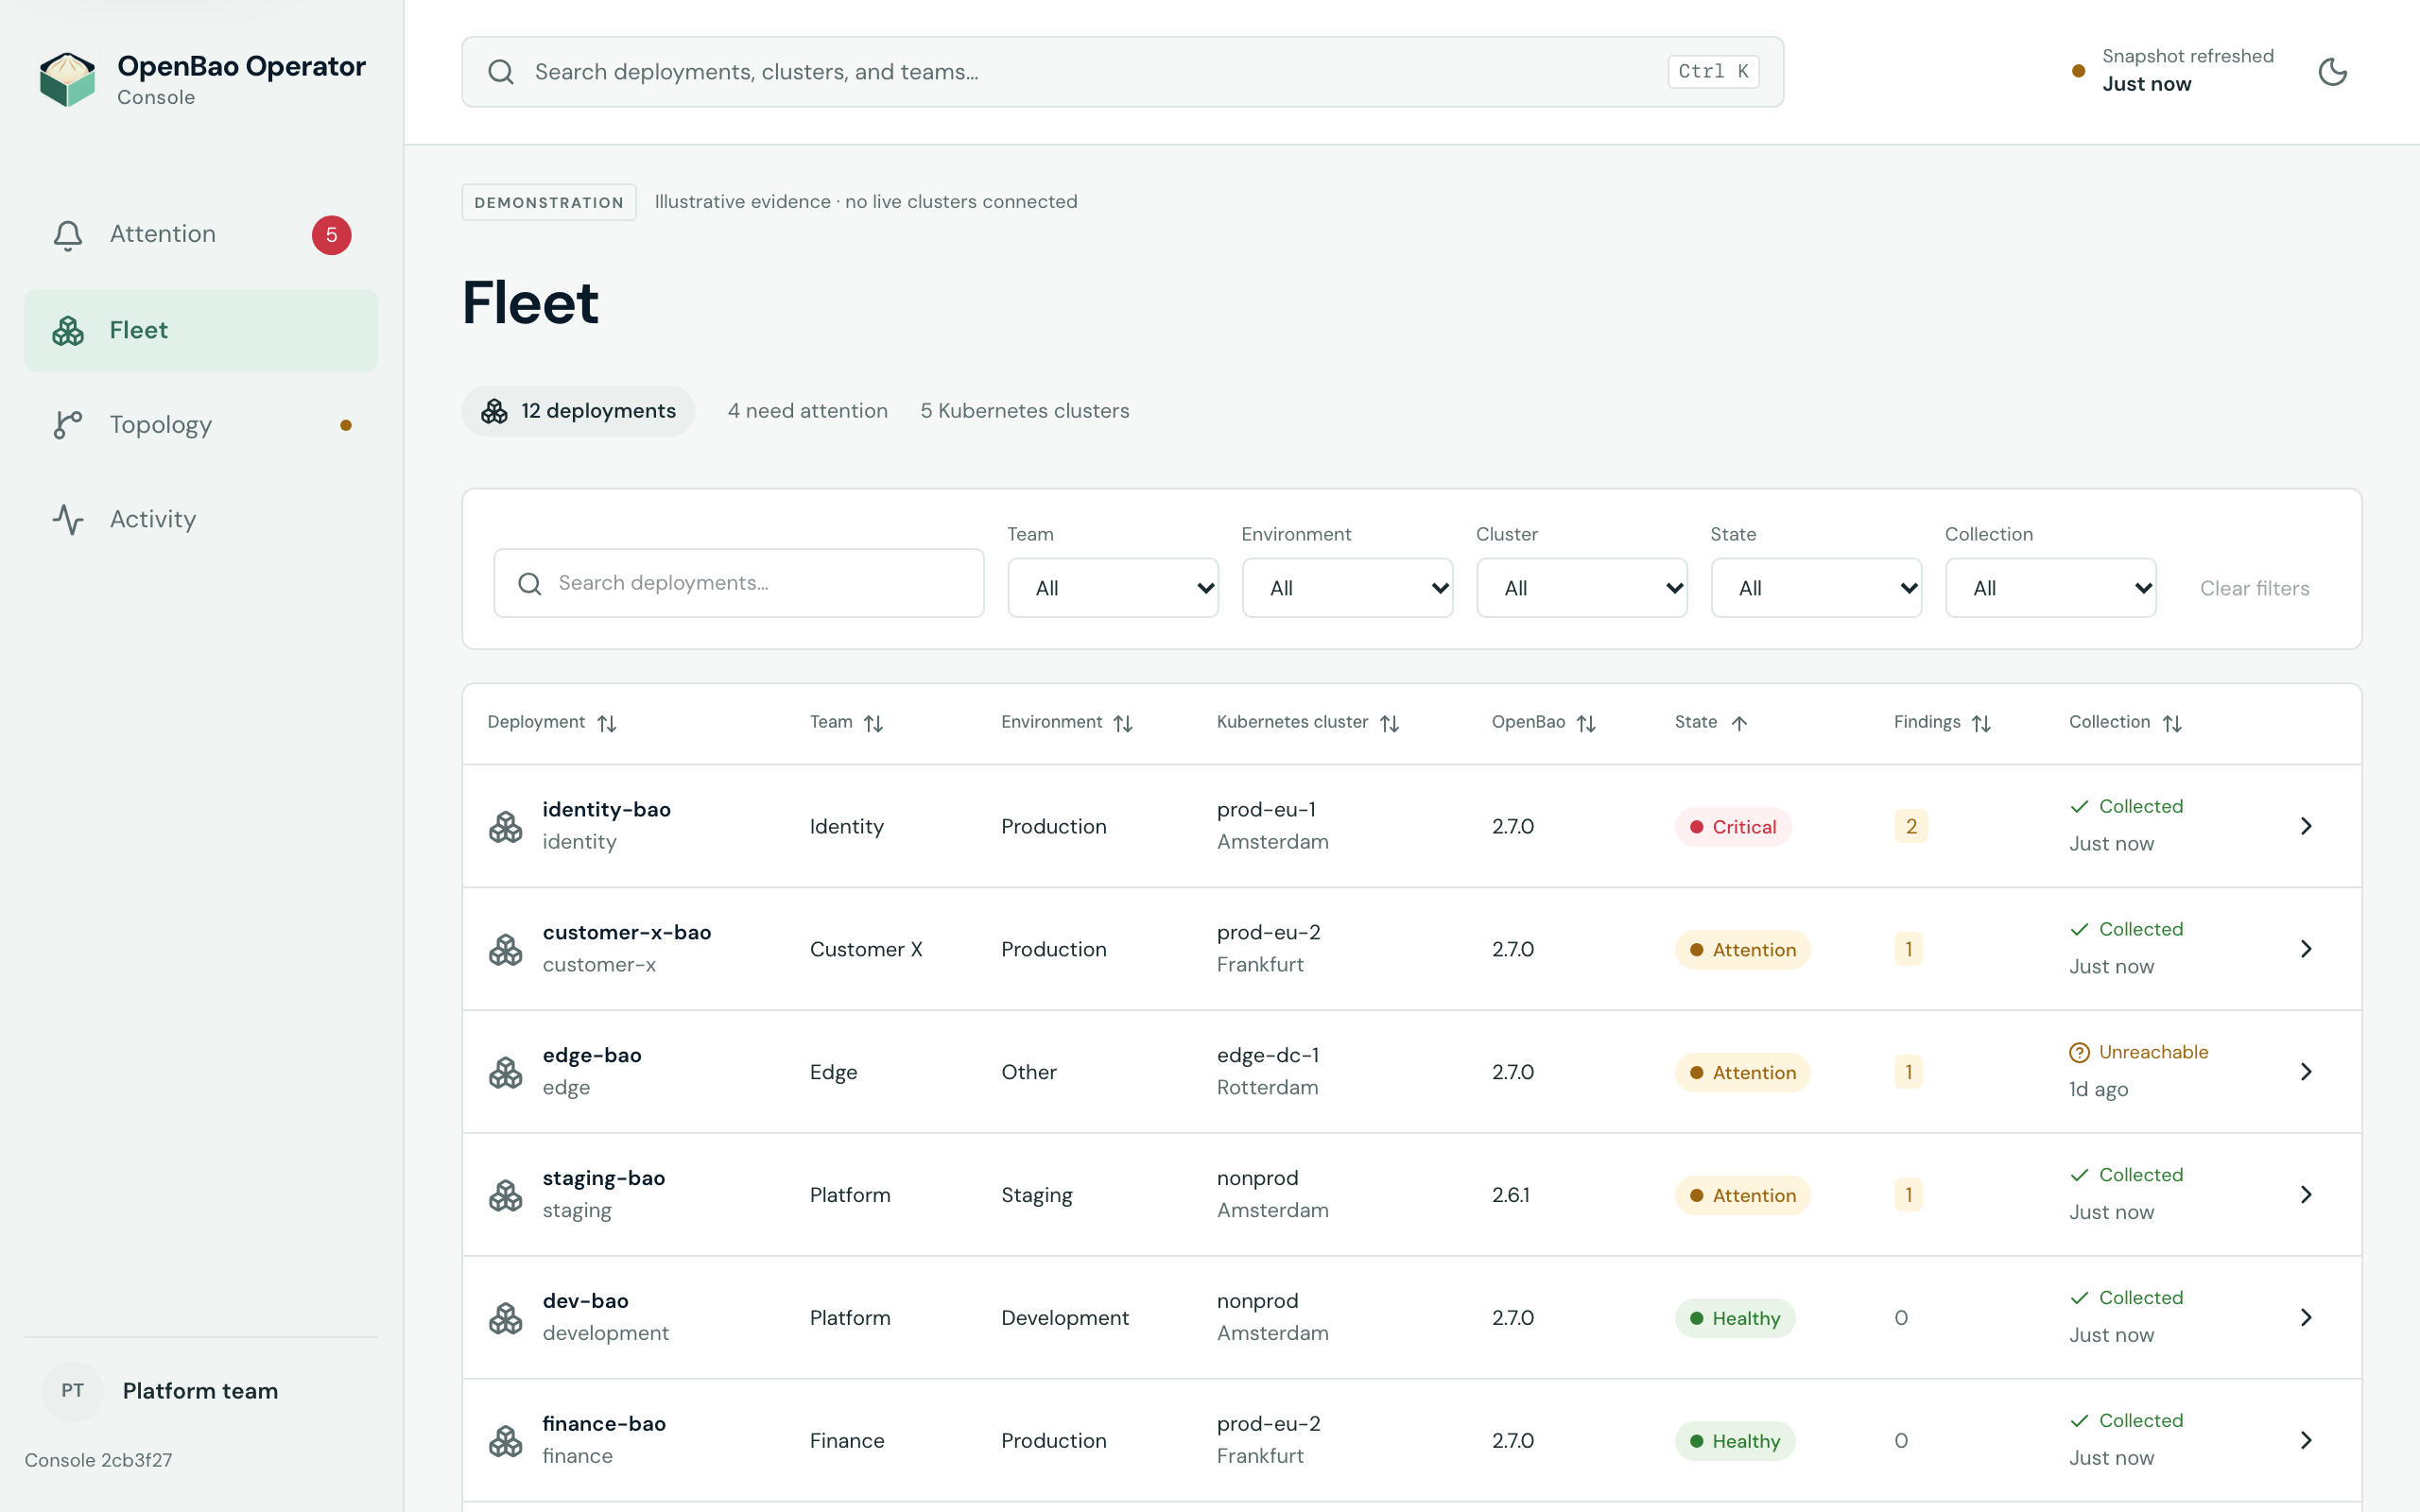 OpenBao Operator
Console
Search deployments, clusters, and teams...
Ctrl K
Snapshot refreshed
Just now
Attention
5
Fleet
Topology
Activity
PT
Platform team
Console 2cb3f27
DEMONSTRATION
Illustrative evidence · no live clusters connected
Fleet
12 deployments
4 need attention
5 Kubernetes clusters
Search deployments...
Team
All
Environment
All
Cluster
All
State
All
Collection
All
Clear filters
Deployment Team Environment Kubernetes cluster OpenBao State Findings Collection
identity-bao
identity
Identity
Production
prod-eu-1
Amsterdam
2.7.0
Critical
2
Collected
Just now
customer-x-bao
customer-x
Customer X
Production
prod-eu-2
Frankfurt
2.7.0
Attention
1
Collected
Just now
edge-bao
edge
Edge
Other
edge-dc-1
Rotterdam
2.7.0
Attention
1
Unreachable
1d ago
staging-bao
staging
Platform
Staging
nonprod
Amsterdam
2.6.1
Attention
1
Collected
Just now
dev-bao
development
Platform
Development
nonprod
Amsterdam
2.7.0
Healthy
0
Collected
Just now
finance-bao
finance
Finance
Production
prod-eu-2
Frankfurt
2.7.0
Healthy
0
Collected
Just now